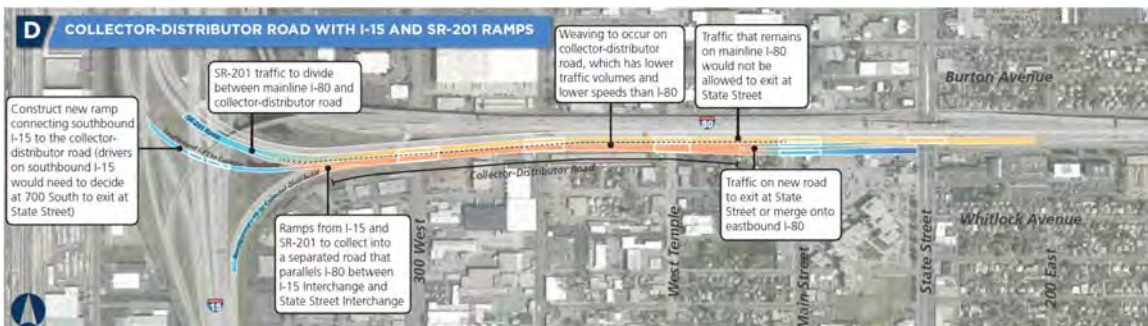 D
COLLECTOR-DISTRIBUTOR ROAD WITH I-15 AND SR-201 RAMPS
Construct new ramp
connecting southbound
I-15 to the collector-
distributor road (drivers
on southbound I-15
would need to decide
at 700 South to exit at
State Street)
SR-201 traffic to divide
between mainline I-80 and
collector-distributor road
Weaving to occur on
collector-distributor
road, which has lower
traffic volumes and
lower speeds than I-80
Traffic that remains
on mainline I-80
would not be
allowed to exit at
State Street
Burton Avenue
80
Collector-Distributor Road
Ramps from I-15 and
SR-201 to collect into
a separated road that
parallels I-80 between
I-15 Interchange and
State Street Interchange
Traffic on new road
to exit at State
Street or merge onto
eastbound I-80
Whitlock Avenue
300 West
West Temple
Main Street
State Street
200 East
15